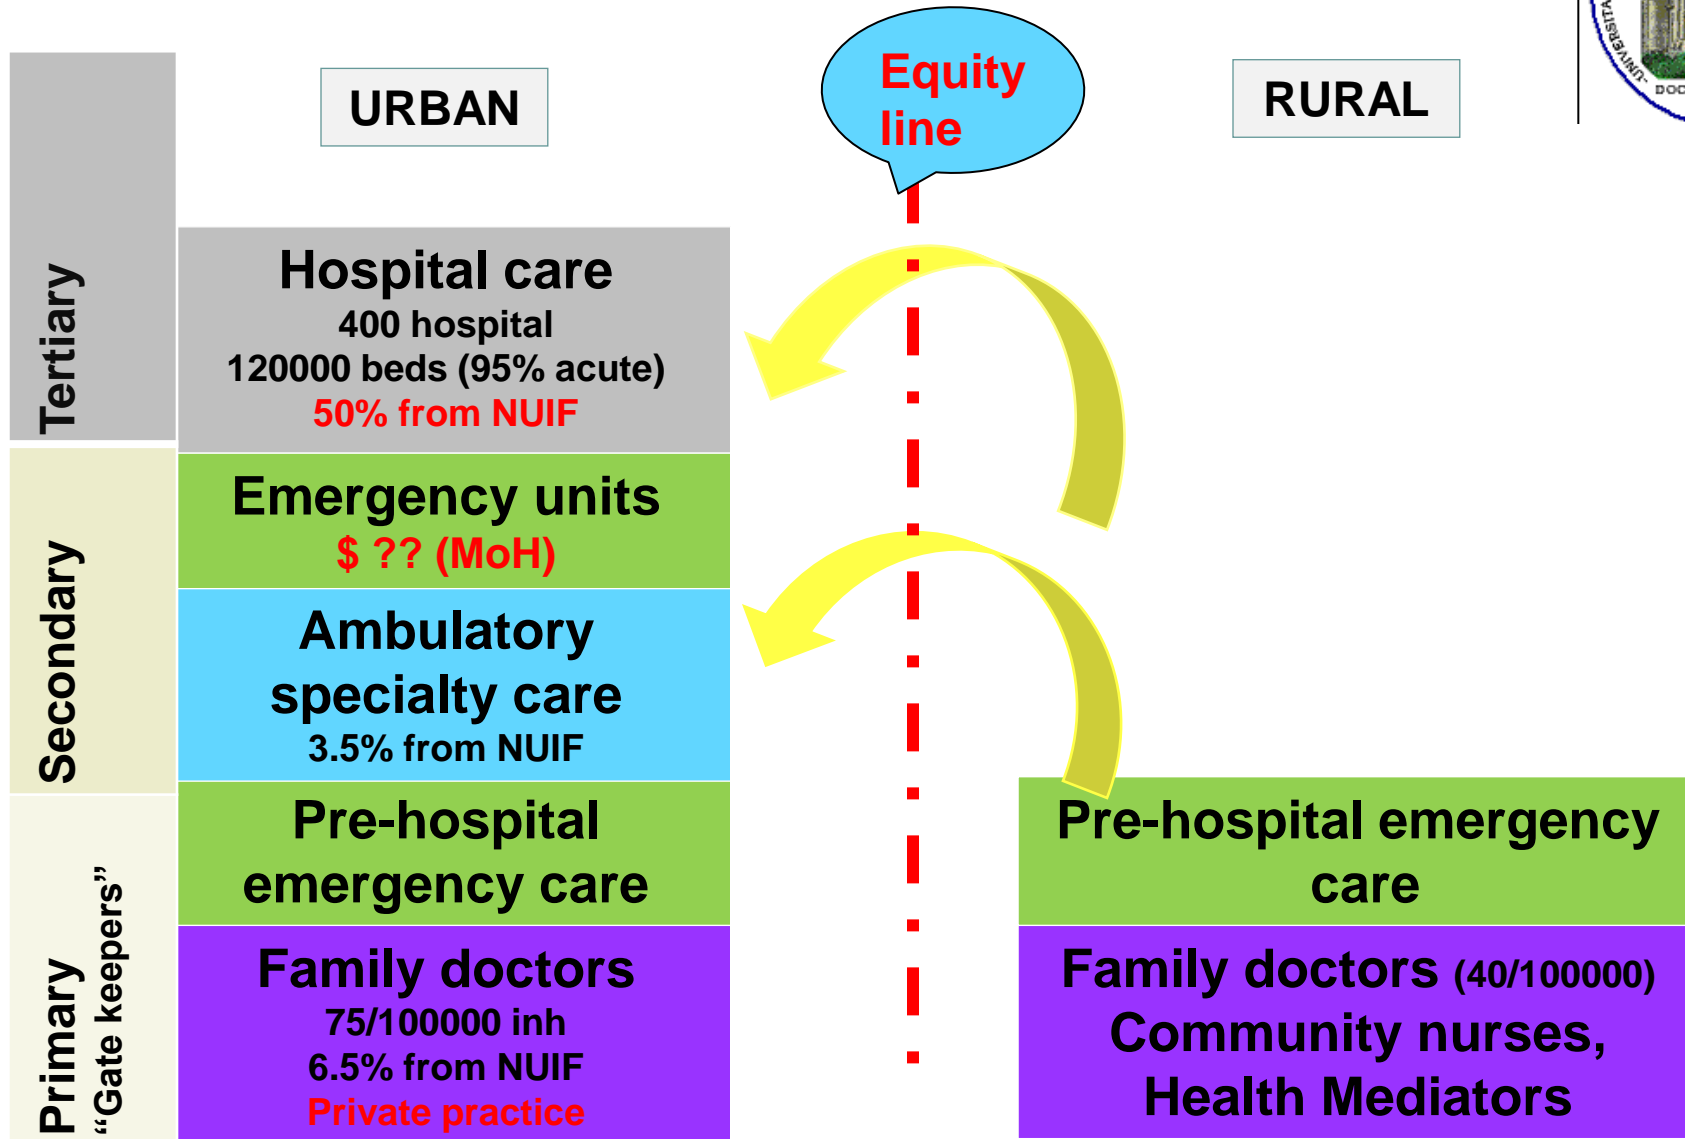 URBAN
Equity
line
RURAL
DOC
Tertiary
Hospital care
400 hospital
120000 beds (95% acute)
50% from NUIF
Secondary
Emergency units
$ ?? (MoH)
Ambulatory
specialty care
3.5% from NUIF
Primary
“Gate keepers”
Pre-hospital
emergency care
Family doctors
75/100000 inh
6.5% from NUIF
Private practice
Pre-hospital emergency
care
Family doctors (40/100000)
Community nurses,
Health Mediators